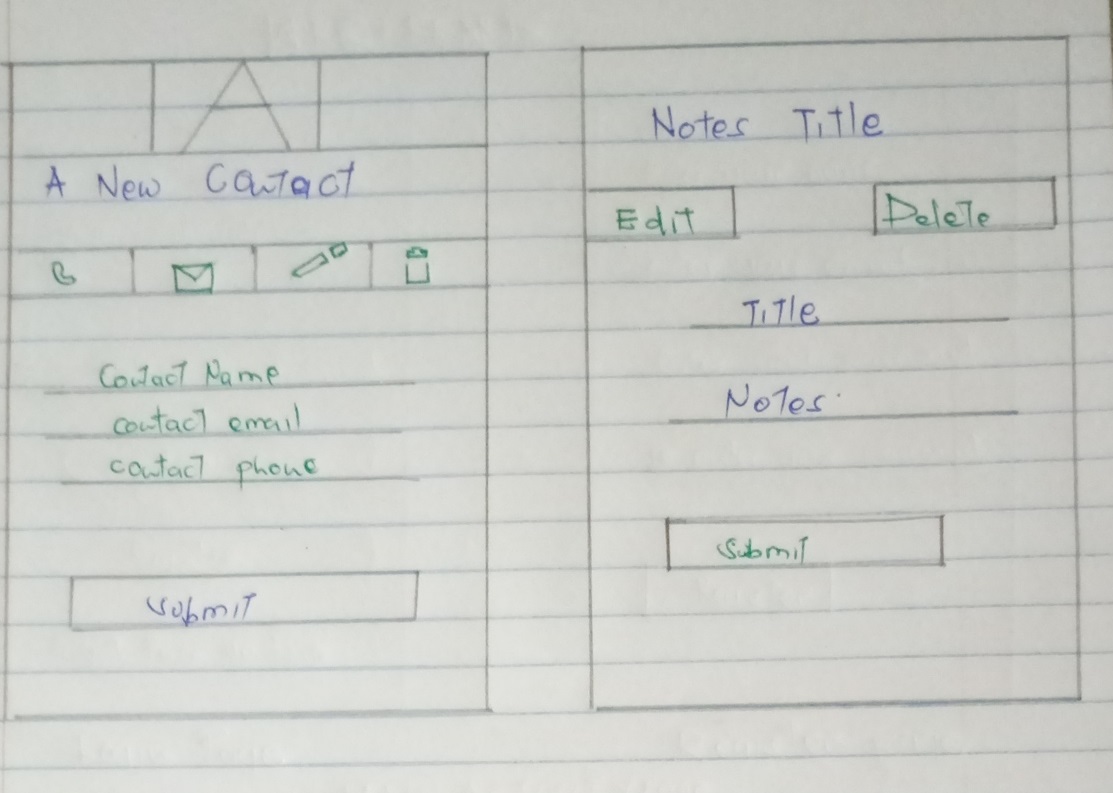 A
A New Contact
Contact Name
contact email
contact phone
submit
Notes Title
Edit Delete
Title
Notes
Submit